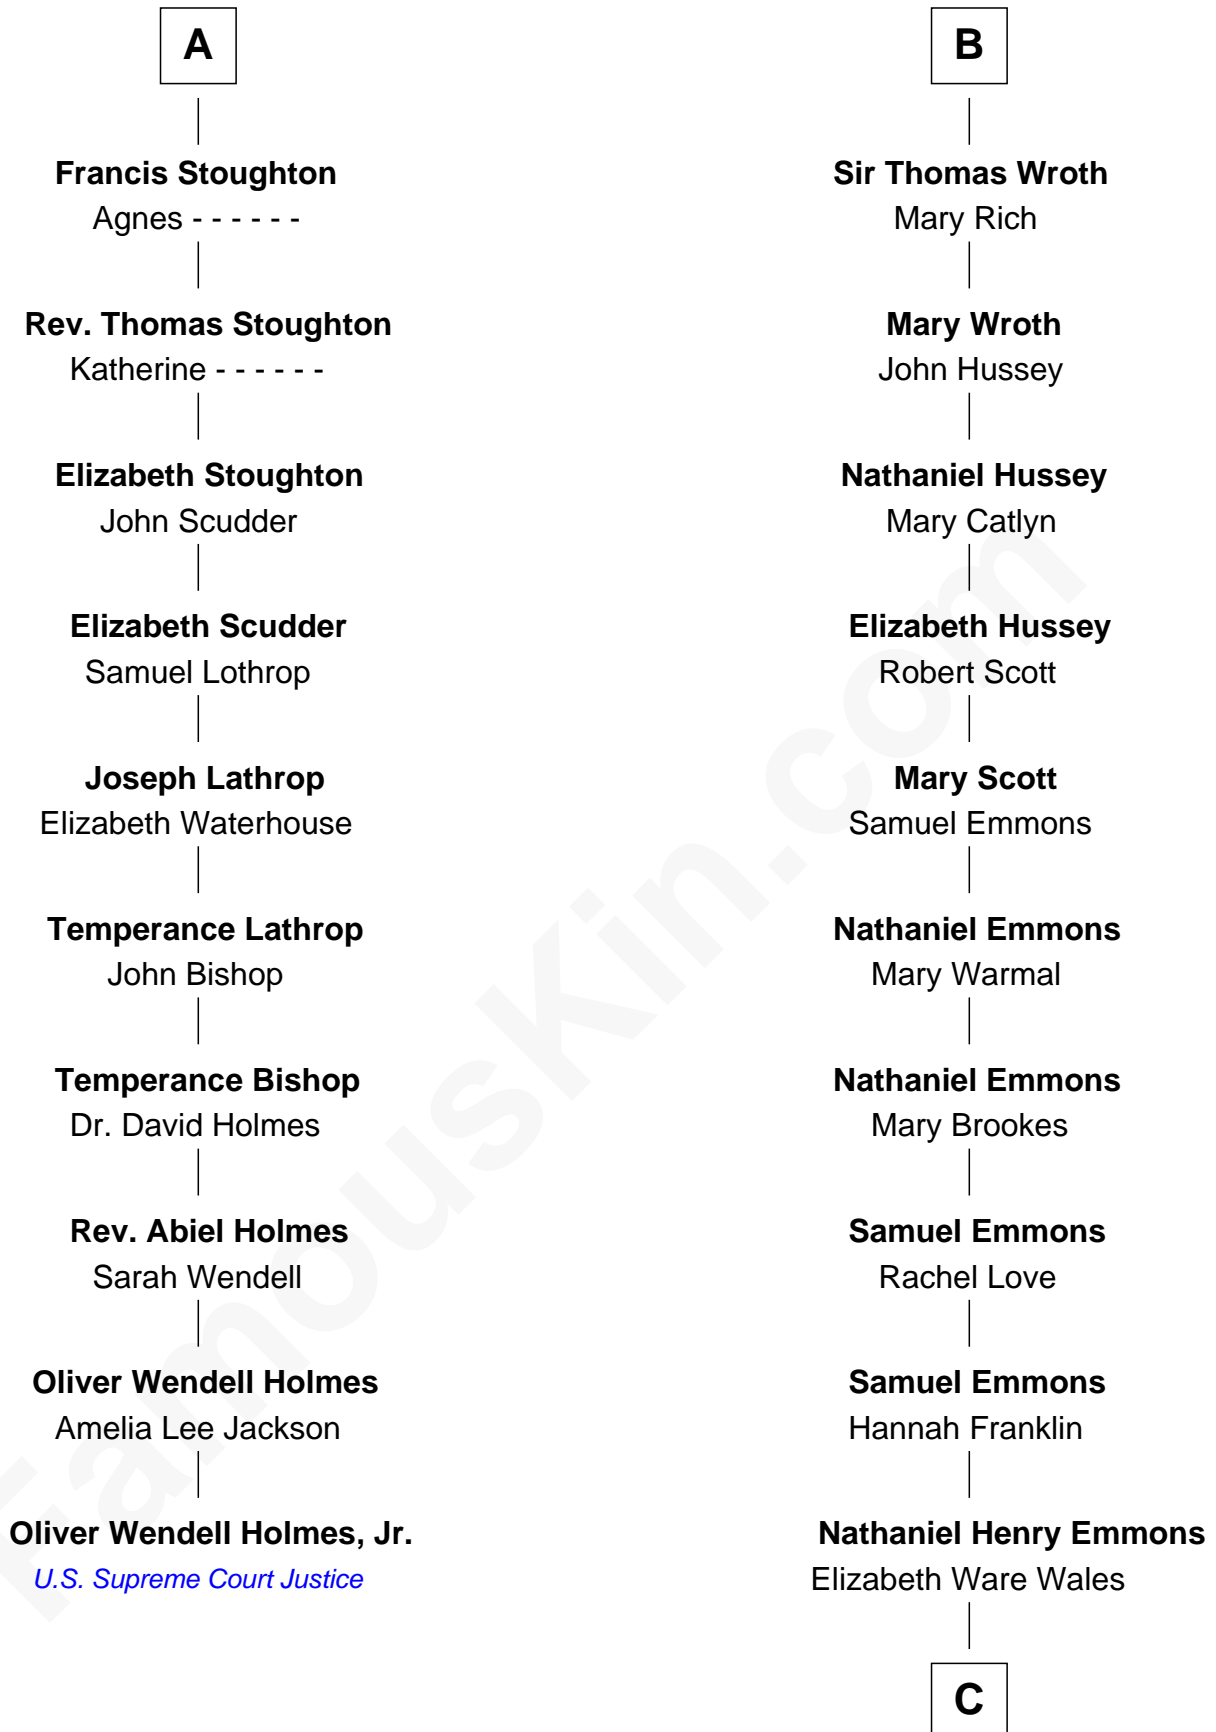 A
Francis Stoughton
Agnes - - - - - -
Rev. Thomas Stoughton
Katherine - - - - - -
Elizabeth Stoughton
John Scudder
Elizabeth Scudder
Samuel Lothrop
Joseph Lathrop
Elizabeth Waterhouse
Temperance Lathrop
John Bishop
Temperance Bishop
Dr. David Holmes
Rev. Abiel Holmes
Sarah Wendell
Oliver Wendell Holmes
Amelia Lee Jackson
Oliver Wendell Holmes, Jr.
U.S. Supreme Court Justice
B
Sir Thomas Wroth
Mary Rich
Mary Wroth
John Hussey
Nathaniel Hussey
Mary Catlyn
Elizabeth Hussey
Robert Scott
Mary Scott
Samuel Emmons
Nathaniel Emmons
Mary Warmal
Nathaniel Emmons
Mary Brookes
Samuel Emmons
Rachel Love
Samuel Emmons
Hannah Franklin
Nathaniel Henry Emmons
Elizabeth Ware Wales
C
FamousKin.com